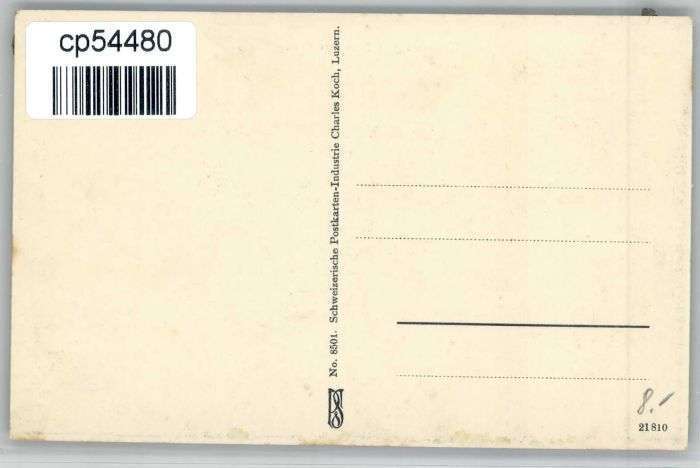 cp54480
No. 8501. Schweizerische Postkarten-Industrie Charles Koch, Luzern.
8.-
21810